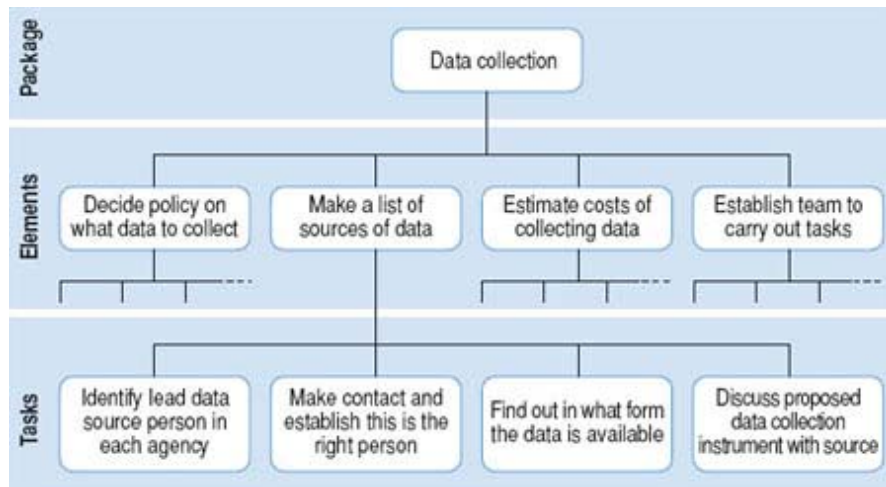 Package
Data collection
Elements
Decide policy on
what data to collect
Make a list of
sources of data
Estimate costs of
collecting data
Establish team to
carry out tasks
Tasks
Identify lead data
source person in
each agency
Make contact and
establish this is the
right person
Find out in what form
the data is available
Discuss proposed
data collection
instrument with source